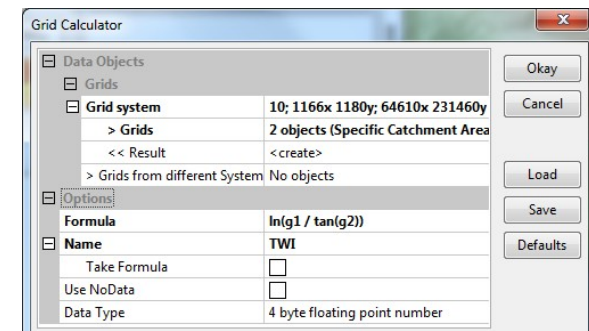 Grid Calculator
Data Objects
Grids
Grid system 10; 1166x 1180y; 64610x 231460y
> Grids 2 objects (Specific Catchment Area
<< Result <create>
> Grids from different System No objects
Options
Formula ln(g1 / tan(g2))
Name TWI
Take Formula
Use NoData
Data Type 4 byte floating point number
Okay
Cancel
Load
Save
Defaults